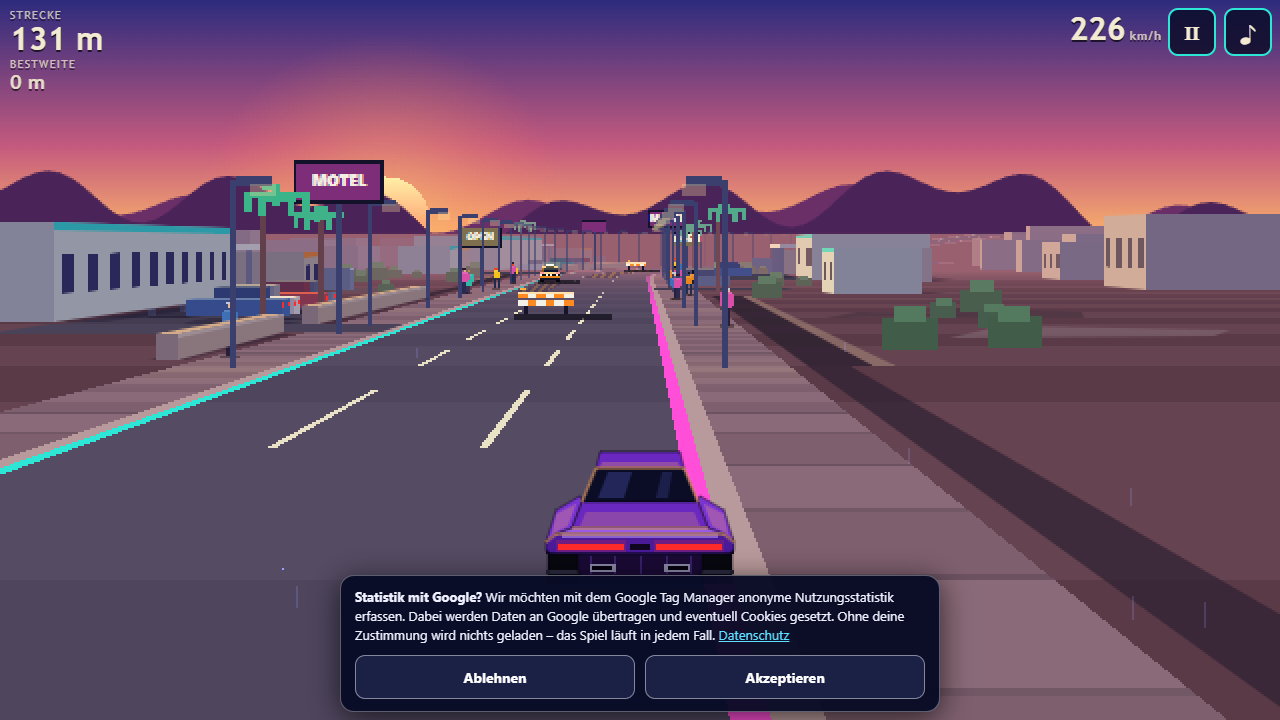 STRECKE
131 m
BESTWEITE
0 m
226 km/h
II
MOTEL
OPEN
Statistik mit Google? Wir möchten mit dem Google Tag Manager anonyme Nutzungsstatistik
erfassen. Dabei werden Daten an Google übertragen und eventuell Cookies gesetzt. Ohne deine
Zustimmung wird nichts geladen – das Spiel läuft in jedem Fall. Datenschutz
Ablehnen
Akzeptieren